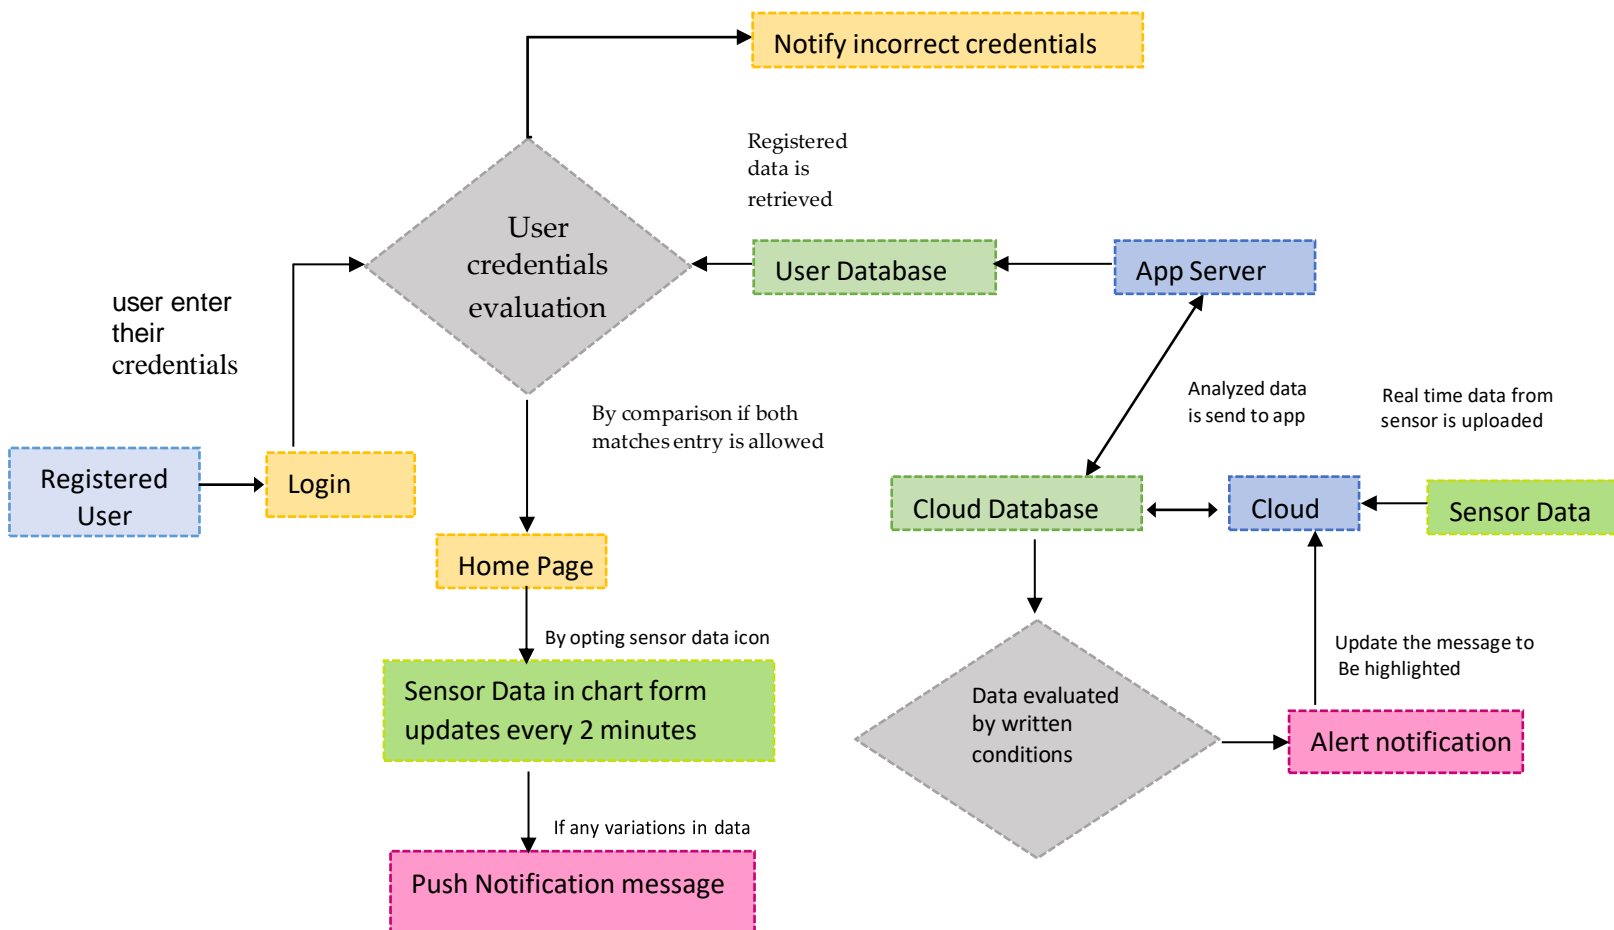 Notify incorrect credentials
Registered
data is
retrieved
User
credentials
evaluation
User Database
App Server
user enter
their
credentials
By comparison if both
matches entry is allowed
Analyzed data
is send to app
Real time data from
sensor is uploaded
Registered
User
Login
Cloud Database
Cloud
Sensor Data
Home Page
By opting sensor data icon
Update the message to
Be highlighted
Sensor Data in chart form
updates every 2 minutes
Data evaluated
by written
conditions
Alert notification
If any variations in data
Push Notification message